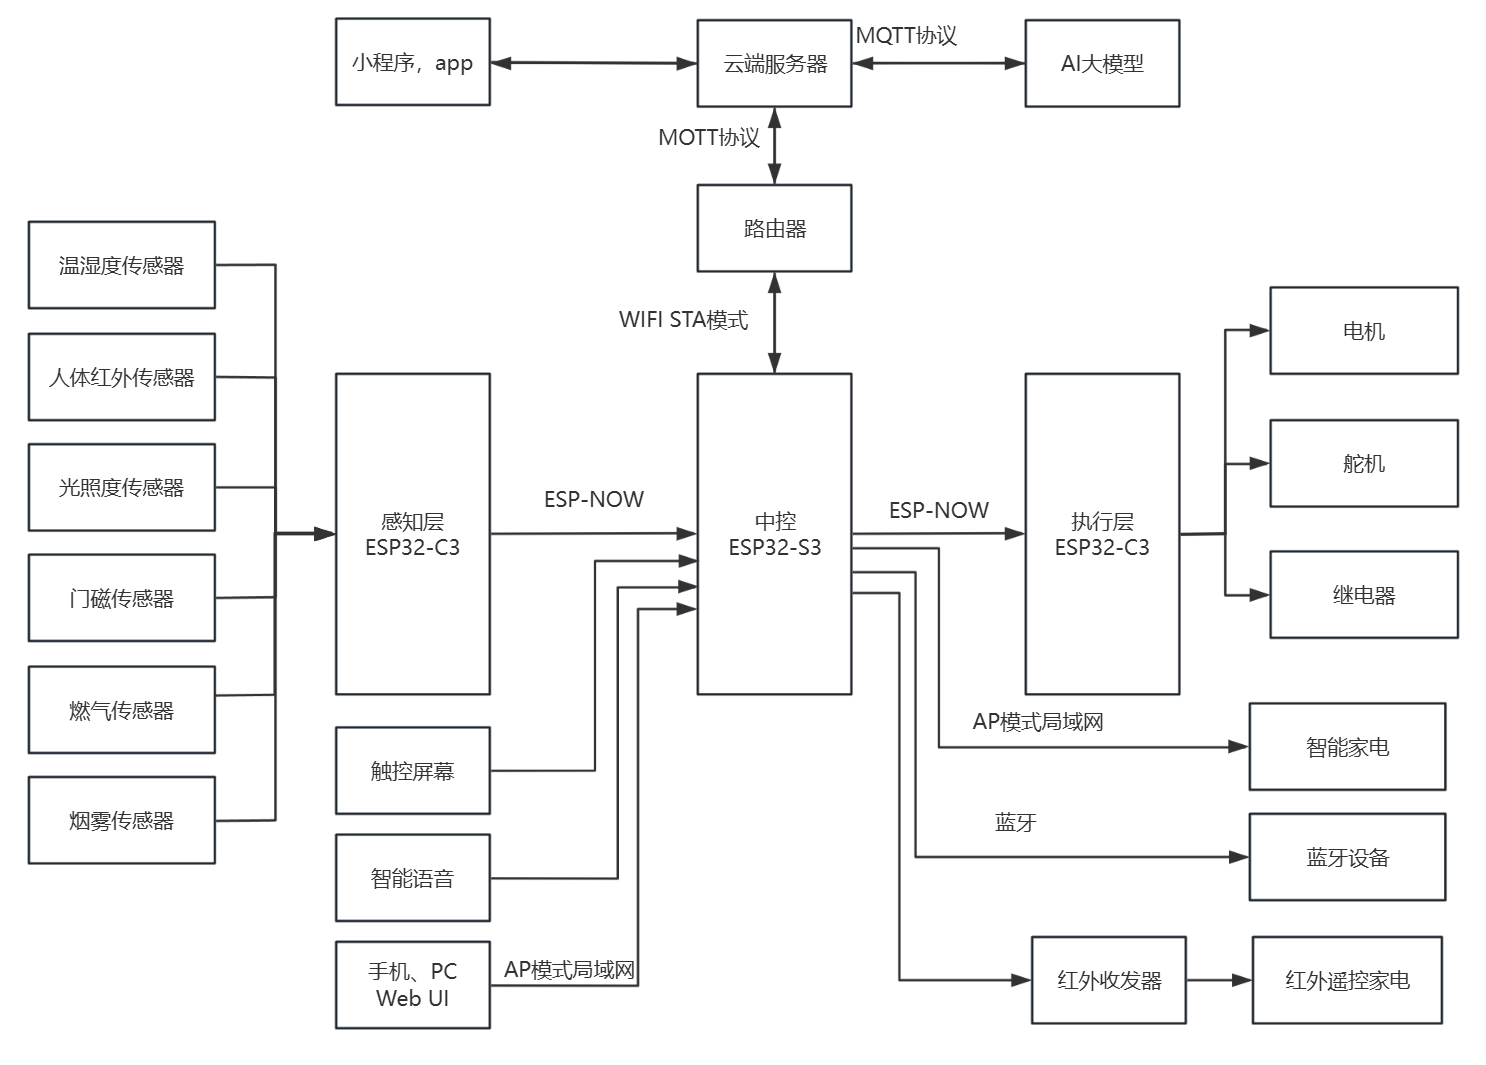 小程序，app
云端服务器
MQTT协议
AI大模型
MOTT协议
路由器
WIFI STA模式
温湿度传感器
人体红外传感器
光照度传感器
门磁传感器
燃气传感器
烟雾传感器
感知层
ESP32-C3
ESP-NOW
中控
ESP32-S3
ESP-NOW
执行层
ESP32-C3
电机
舵机
继电器
触控屏幕
智能语音
手机、PC
Web UI
AP模式局域网
AP模式局域网
智能家电
蓝牙
蓝牙设备
红外收发器
红外遥控家电